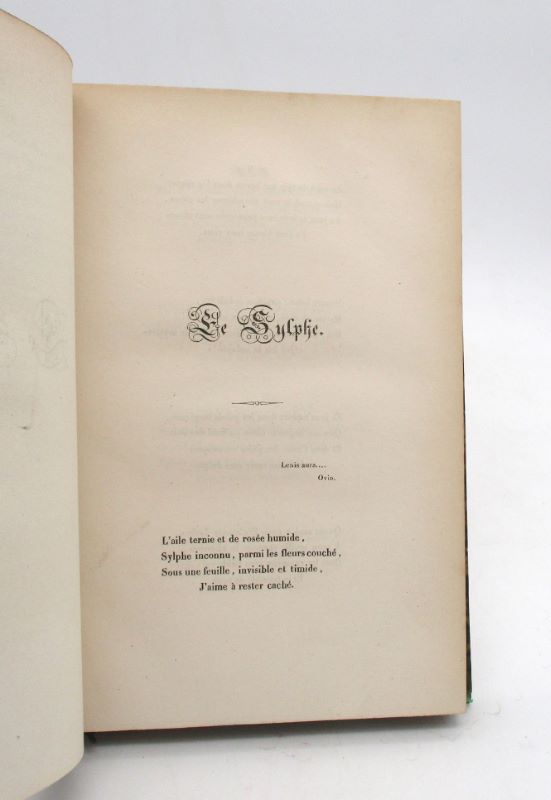 Le Sylphe.
Lenis aura....
Ovid.
L'aile ternie et de rosée humide,
Sylphe inconnu, parmi les fleurs couché,
Sous une feuille, invisible et timide,
J'aime à rester caché.